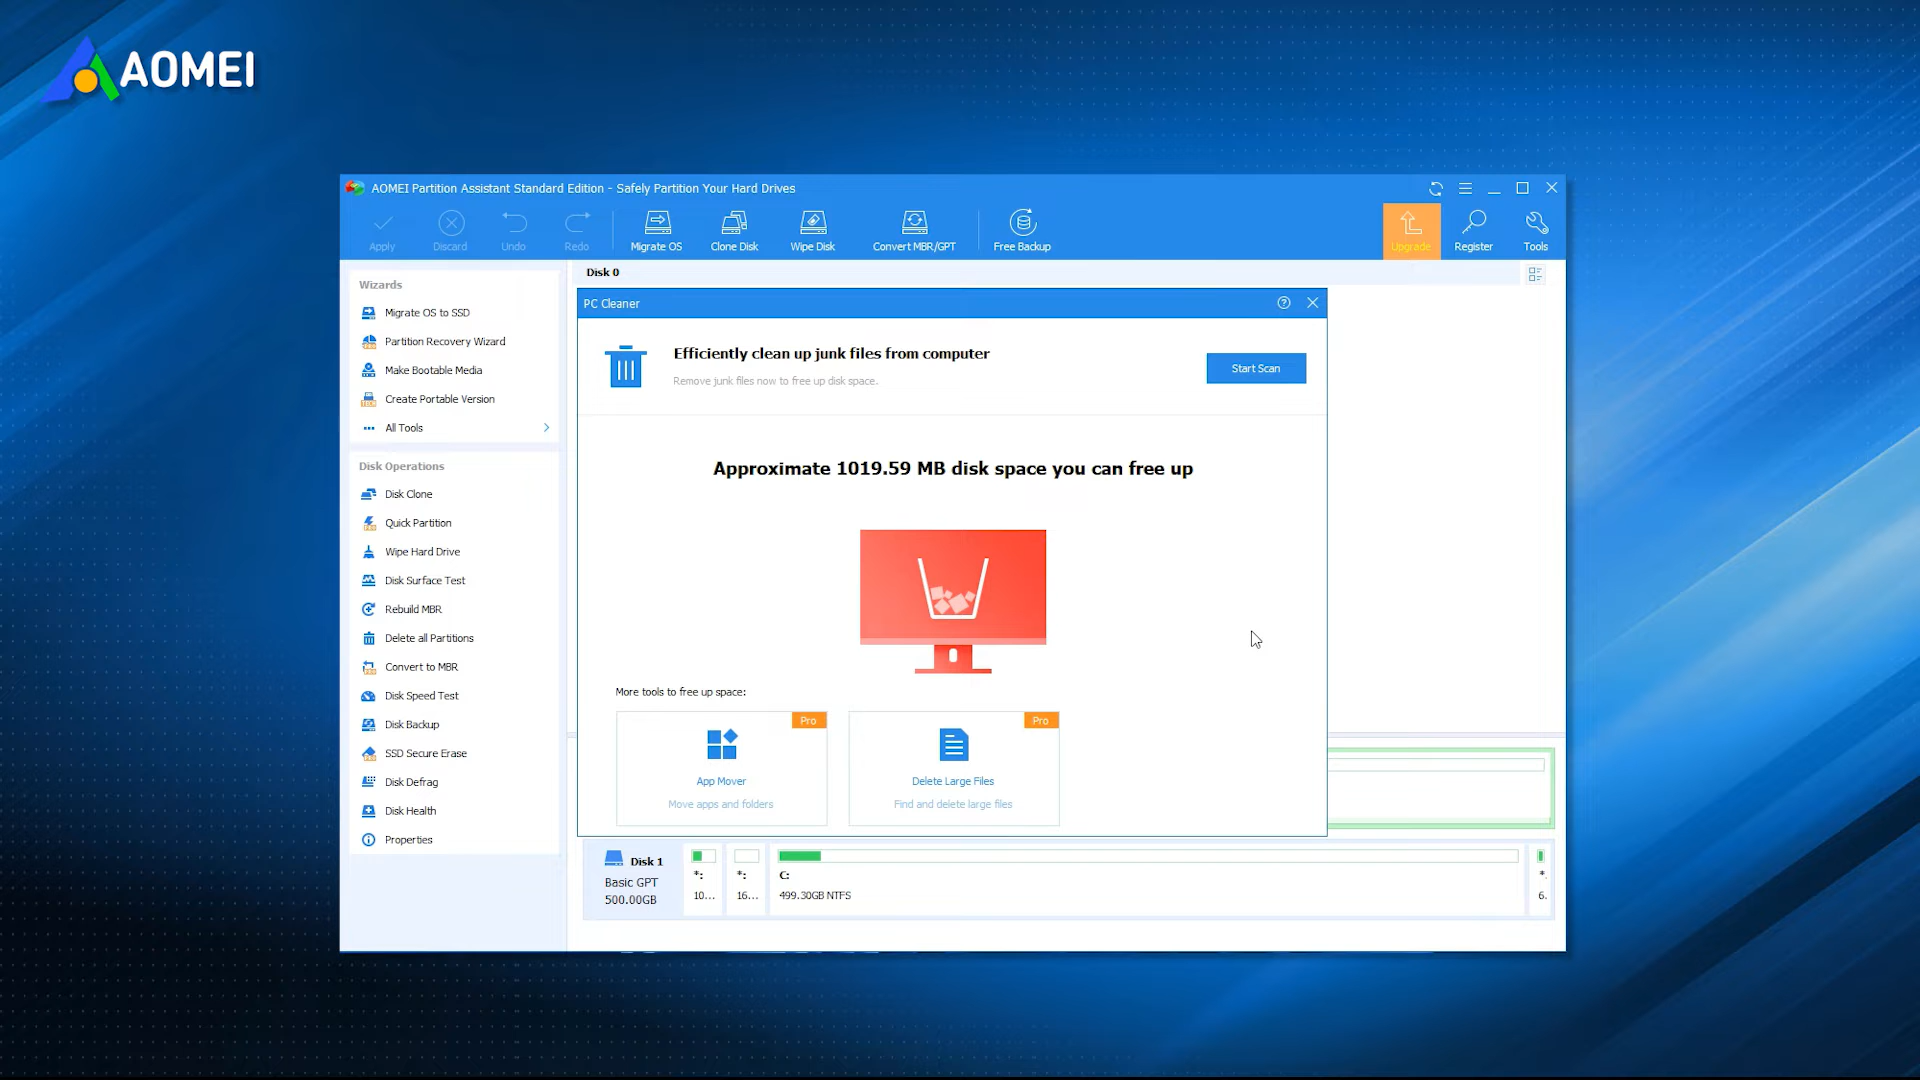 AOMEI
AOMEI Partition Assistant Standard Edition - Safely Partition Your Hard Drives
Apply
Discard
Undo
Redo
Migrate OS
Clone Disk
Wipe Disk
Convert MBR/GPT
Free Backup
Upgrade
Register
Tools
Wizards
Migrate OS to SSD
Partition Recovery Wizard
Make Bootable Media
Create Portable Version
All Tools
Disk Operations
Disk Clone
Quick Partition
Wipe Hard Drive
Disk Surface Test
Rebuild MBR
Delete all Partitions
Convert to MBR
Disk Speed Test
Disk Backup
SSD Secure Erase
Disk Defrag
Disk Health
Properties
Disk 0
PC Cleaner
Efficiently clean up junk files from computer
Remove junk files now to free up disk space.
Start Scan
Approximate 1019.59 MB disk space you can free up
More tools to free up space:
Pro
App Mover
Move apps and folders
Pro
Delete Large Files
Find and delete large files
Disk 1
Basic GPT
500.00GB
*:
10...
*:
16...
C:
499.30GB NTFS
*.
6.